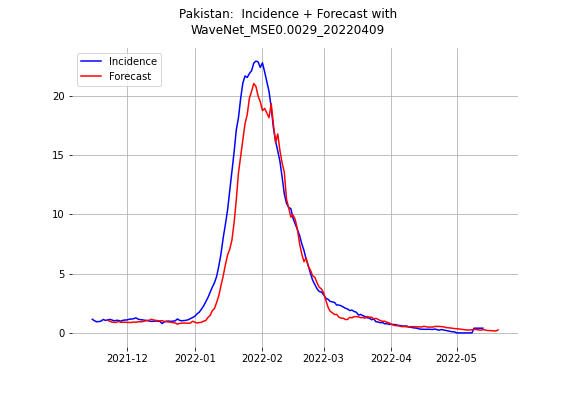 Pakistan:  Incidence + Forecast with
WaveNet_MSE0.0029_20220409
Incidence
Forecast
20
15
10
5
0
2021-12 2022-01 2022-02 2022-03 2022-04 2022-05